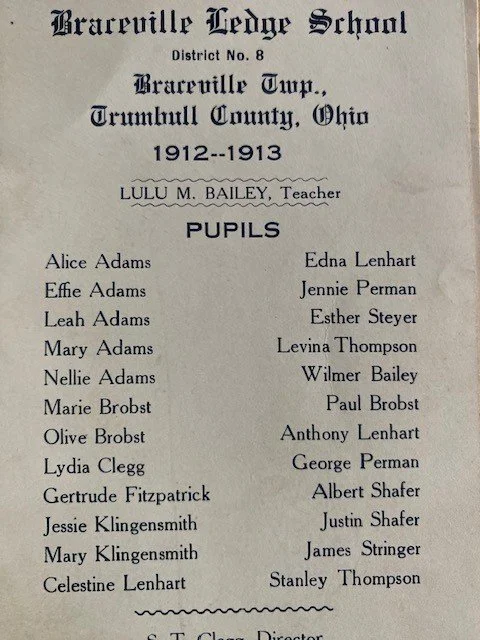 Braceville Ledge School
District No. 8
Braceville Twp.,
Trumbull County, Ohio
1912--1913
LULU M. BAILEY, Teacher
PUPILS
Alice Adams
Effie Adams
Leah Adams
Mary Adams
Nellie Adams
Marie Brobst
Olive Brobst
Lydia Clegg
Gertrude Fitzpatrick
Jessie Klingensmith
Mary Klingensmith
Celestine Lenhart
Edna Lenhart
Jennie Perman
Esther Steyer
Levina Thompson
Wilmer Bailey
Paul Brobst
Anthony Lenhart
George Perman
Albert Shafer
Justin Shafer
James Stringer
Stanley Thompson
S. T. Clegg, Director